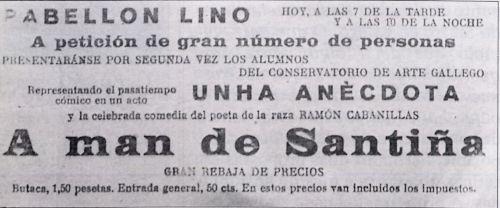 PABELLON LINO
HOY, A LAS 7 DE LA TARDE
Y A LAS 10 DE LA NOCHE
A petición de gran número de personas
PRESENTARÁNSE POR SEGUNDA VEZ LOS ALUMNOS
DEL CONSERVATORIO DE ARTE GALLEGO
Representando el pasatiempo
cómico en un acto
UNHA ANÈCDOTA
y la celebrada comedia del poeta de la raza RAMÓN CABANILLAS
A man de Santiña
GRAN REBAJA DE PRECIOS
Butaca, 1,50 pesetas. Entrada general, 50 cts. En estos precios van incluidos los impuestos.